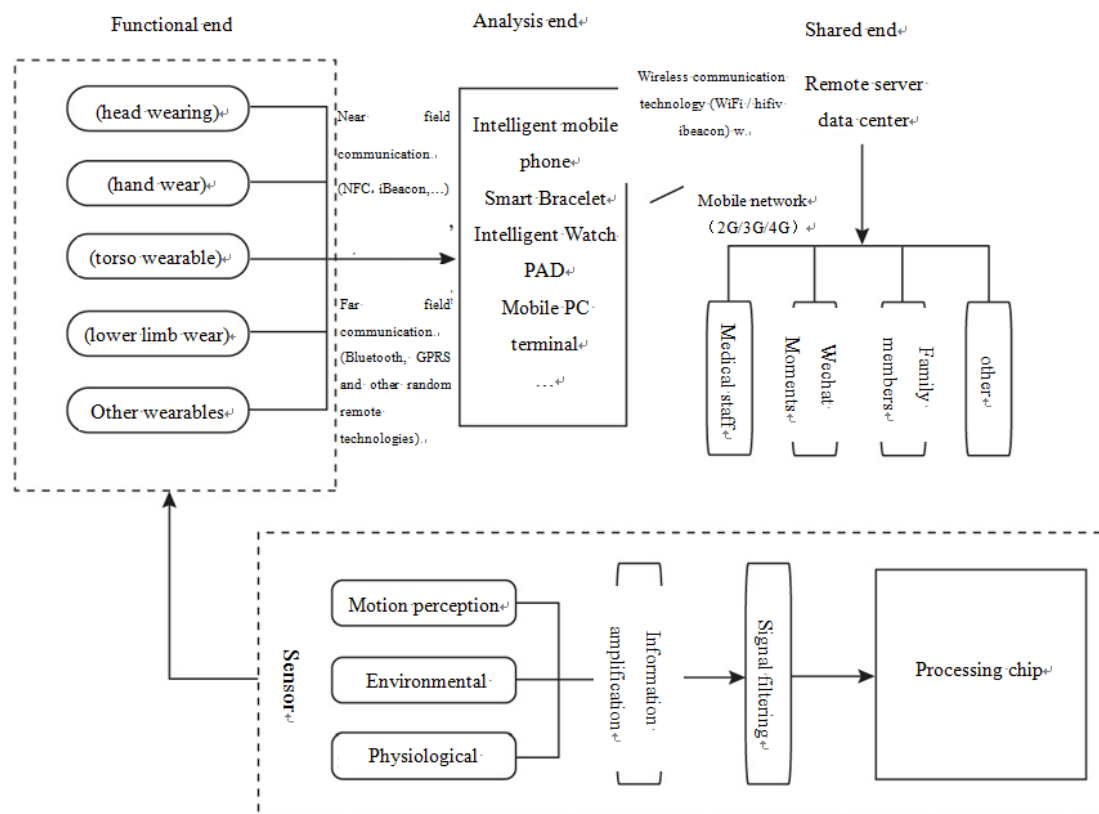 Functional end
Analysis end
Shared end
(head wearing)
(hand wear)
(torso wearable)
(lower limb wear)
Other wearables
Near field
communication.
(NFC, iBeacon,...)
,
Far field
communication.
(Bluetooth, GPRS
and other random
remote
technologies).
Intelligent mobile
phone
Smart Bracelet
Intelligent Watch
PAD
Mobile PC
terminal
...
Wireless communication
technology (WiFi / hifiv
ibeacon) w.
Remote server
data center
Mobile network
(2G/3G/4G)
Medical staff
Wechat
Moments
Family
members
other
Sensor
Motion perception
Environmental
Physiological
Information
amplification
Signal filtering
Processing chip